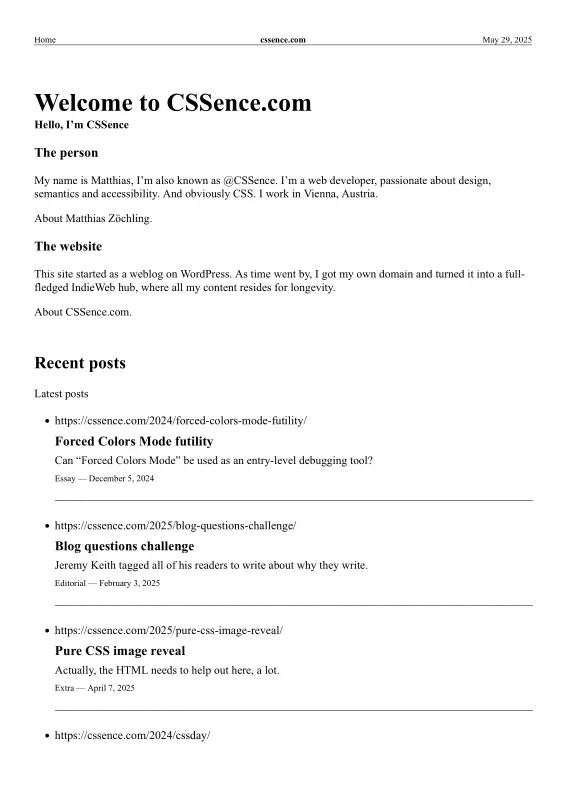 Home cssence.com May 29, 2025
Welcome to CSSence.com
Hello, I’m CSSence
The person
My name is Matthias, I’m also known as @CSSence. I’m a web developer, passionate about design,
semantics and accessibility. And obviously CSS. I work in Vienna, Austria.
About Matthias Zöchling.
The website
This site started as a weblog on WordPress. As time went by, I got my own domain and turned it into a full-
fledged IndieWeb hub, where all my content resides for longevity.
About CSSence.com.
Recent posts
Latest posts
• https://cssence.com/2024/forced-colors-mode-futility/
Forced Colors Mode futility
Can “Forced Colors Mode” be used as an entry-level debugging tool?
Essay — December 5, 2024
• https://cssence.com/2025/blog-questions-challenge/
Blog questions challenge
Jeremy Keith tagged all of his readers to write about why they write.
Editorial — February 3, 2025
• https://cssence.com/2025/pure-css-image-reveal/
Pure CSS image reveal
Actually, the HTML needs to help out here, a lot.
Extra — April 7, 2025
• https://cssence.com/2024/cssday/